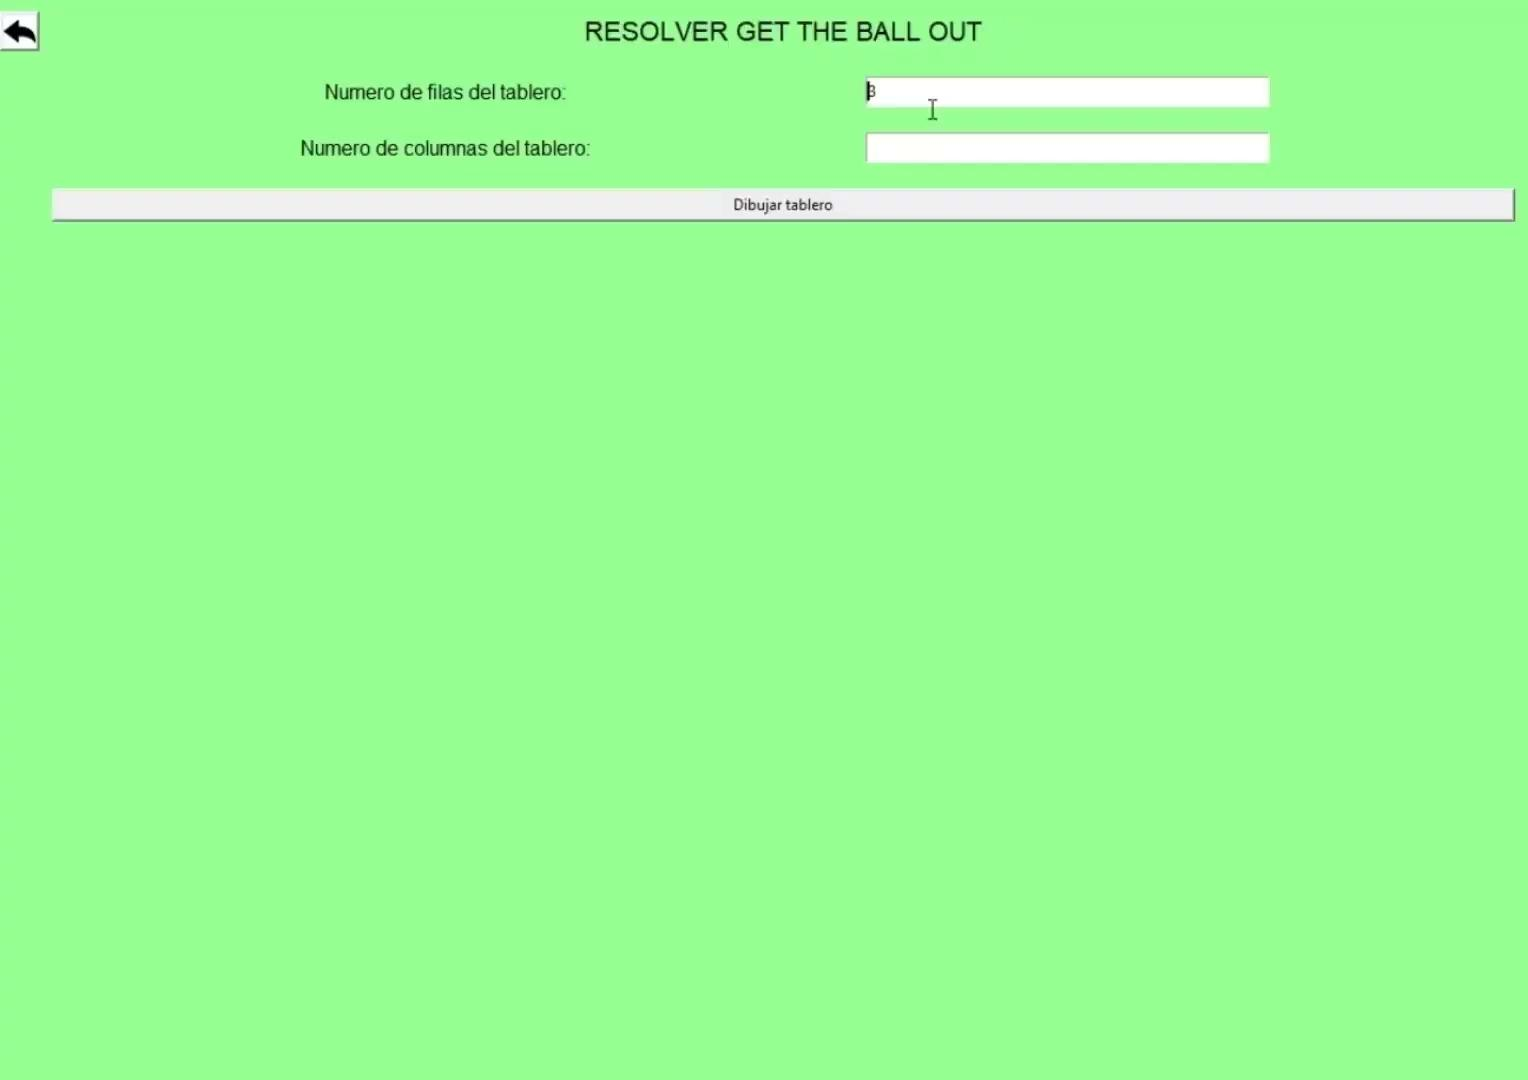 RESOLVER GET THE BALL OUT
Numero de filas del tablero:
3
Numero de columnas del tablero:
Dibujar tablero